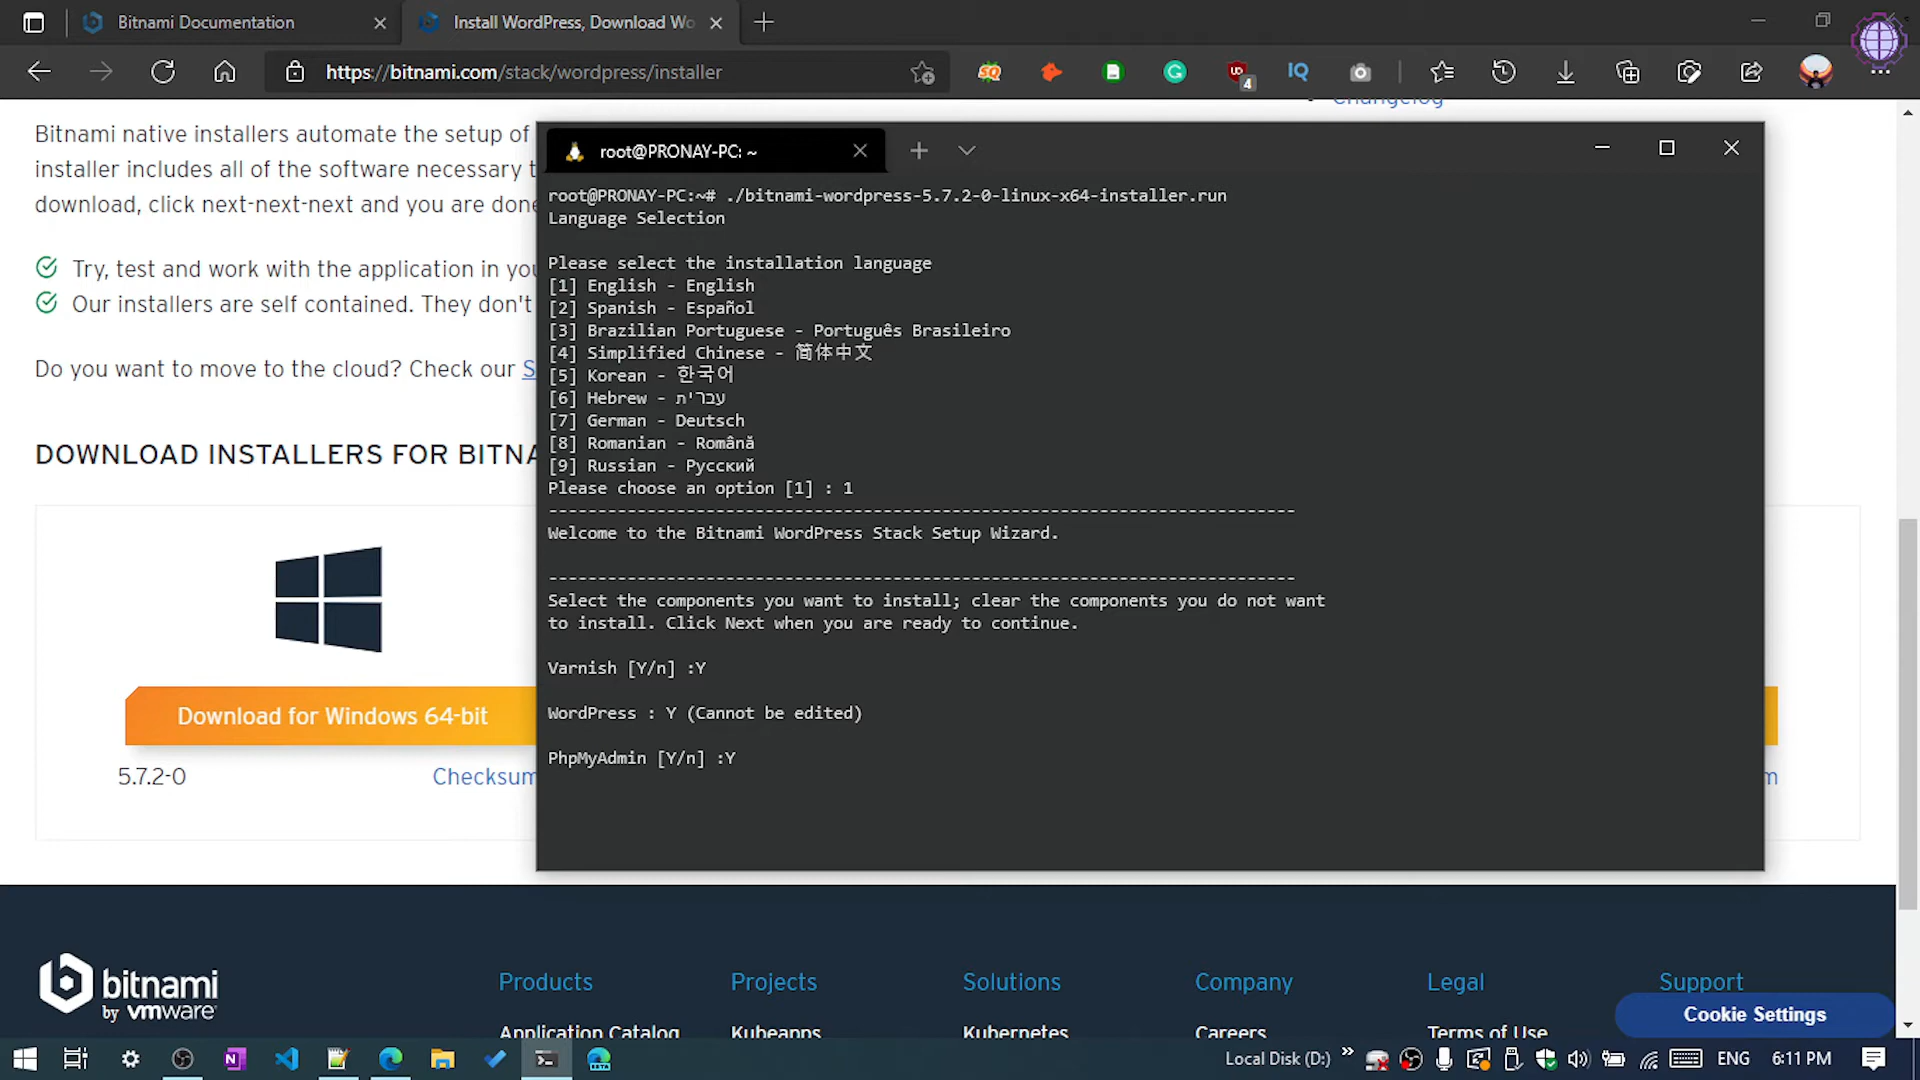 Bitnami Documentation
Install WordPress, Download Wo
https://bitnami.com/stack/wordpress/installer
4
IQ
Changelog
Bitnami native installers automate the setup of
installer includes all of the software necessary t
download, click next-next-next and you are done
Try, test and work with the application in you
Our installers are self contained. They don't
Do you want to move to the cloud? Check our S
DOWNLOAD INSTALLERS FOR BITNA
Download for Windows 64-bit
5.7.2-0
Checksum
m
root@PRONAY-PC: ~
root@PRONAY-PC:~# ./bitnami-wordpress-5.7.2-0-linux-x64-installer.run
Language Selection
Please select the installation language
[1] English - English
[2] Spanish - Español
[3] Brazilian Portuguese - Português Brasileiro
[4] Simplified Chinese - 简体中文
[5] Korean - 한국어
[6] Hebrew - עברית
[7] German - Deutsch
[8] Romanian - Română
[9] Russian - Русский
Please choose an option [1] : 1
----------------------------------------------------------------------------
Welcome to the Bitnami WordPress Stack Setup Wizard.
----------------------------------------------------------------------------
Select the components you want to install; clear the components you do not want
to install. Click Next when you are ready to continue.
Varnish [Y/n] :Y
WordPress : Y (Cannot be edited)
PhpMyAdmin [Y/n] :Y
bitnami
by vmware
Products
Projects
Solutions
Company
Legal
Support
Application Catalog
Kubeapps
Kubernetes
Careers
Terms of Use
Cookie Settings
Local Disk (D:)
ENG
6:11 PM